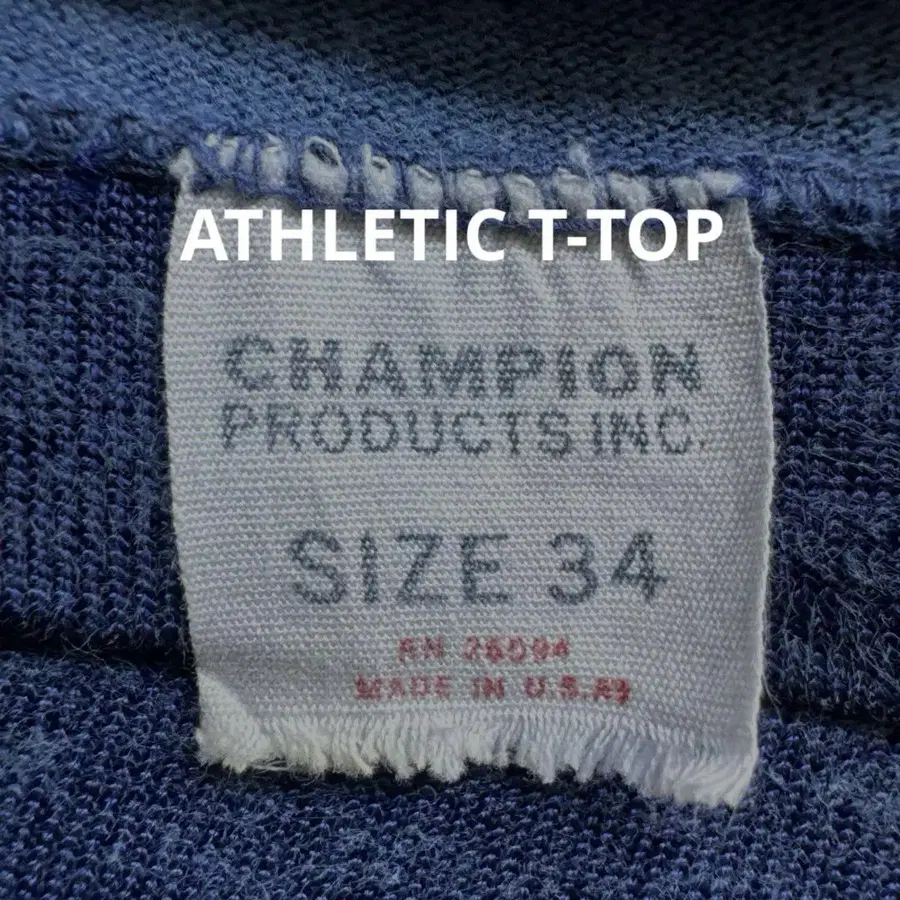 ATHLETIC T-TOP
CHAMPION
PRODUCTS INC.
SIZE 34
RN 26094
MADE IN U.S.A.